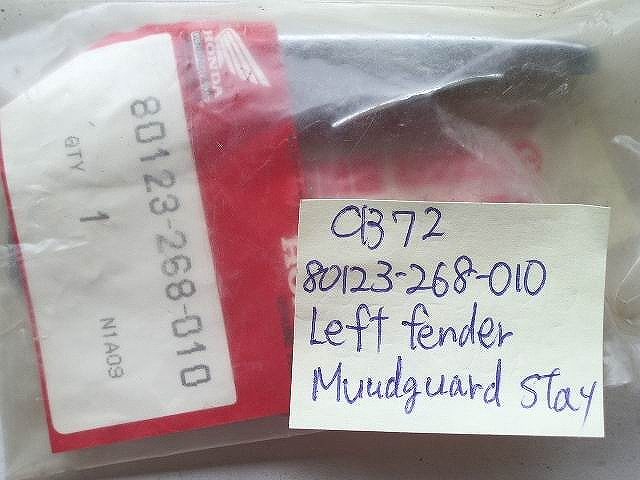 HONDA
80123-268-010
QTY 1
N1A09
CB72
80123-268-010
Left fender
Muudguard stay